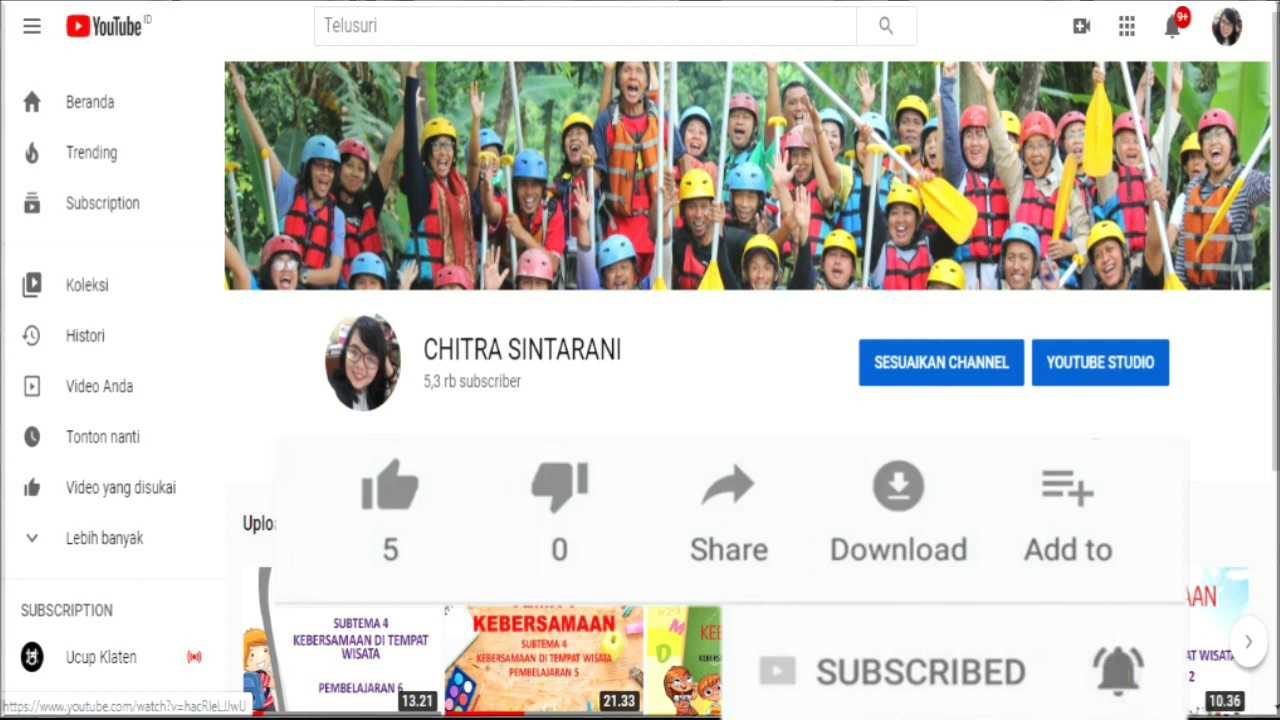 YouTube ID
Telusuri
9+
Beranda
Trending
Subscription
Koleksi
Histori
Video Anda
Tonton nanti
Video yang disukai
Lebih banyak
SUBSCRIPTION
Ucup Klaten
CHITRA SINTARANI
5,3 rb subscriber
SESUAIKAN CHANNEL
YOUTUBE STUDIO
5
0
Share
Download
Add to
SUBTEMA 4
KEBERSAMAAN DI TEMPAT
WISATA
PEMBELAJARAN 6
13.21
KEBERSAMAAN
SUBTEMA 4
KEBERSAMAAN DI TEMPAT WISATA
PEMBELAJARAN 5
21.33
SUBSCRIBED
2
10.36
https://www.youtube.com/watch?v=hacRleLJJwU